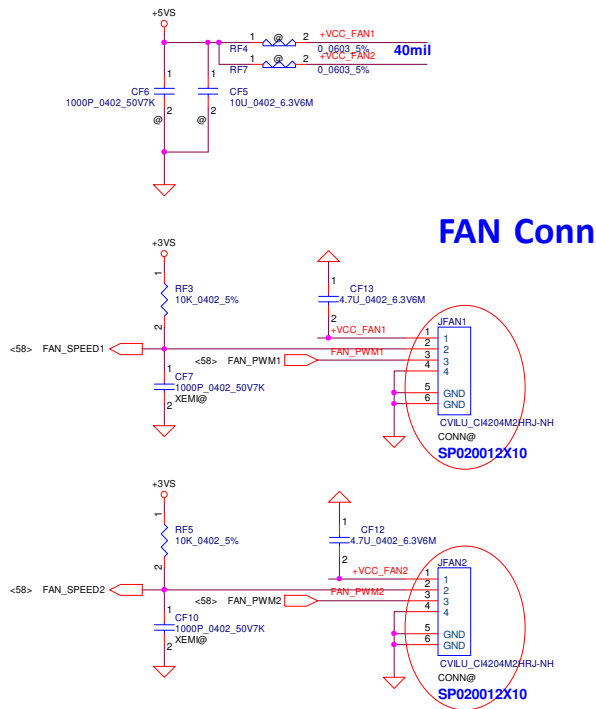 +5VS
1 @ 2 +VCC_FAN1
RF4 0_0603_5% 40mil
1 @ 2 +VCC_FAN2
RF7 0_0603_5%
1 1
CF6 CF5
1000P_0402_50V7K 10U_0402_6.3V6M
2 2
@ @
FAN Conn
+3VS
1
RF3
10K_0402_5%
2
1
CF13
4.7U_0402_6.3V6M
2
+VCC_FAN1
<58> FAN_SPEED1
<58> FAN_PWM1 FAN_PWM1
1
CF7
1000P_0402_50V7K
XEMI@
2
JFAN1
1 1
2 2
3 3
4 4
5 GND
6 GND
CVILU_CI4204M2HRJ-NH
CONN@
SP020012X10
+3VS
1
RF5
10K_0402_5%
2
1
CF12
4.7U_0402_6.3V6M
2
+VCC_FAN2
<58> FAN_SPEED2
<58> FAN_PWM2 FAN_PWM2
1
CF10
1000P_0402_50V7K
XEMI@
2
JFAN2
1 1
2 2
3 3
4 4
5 GND
6 GND
CVILU_CI4204M2HRJ-NH
CONN@
SP020012X10